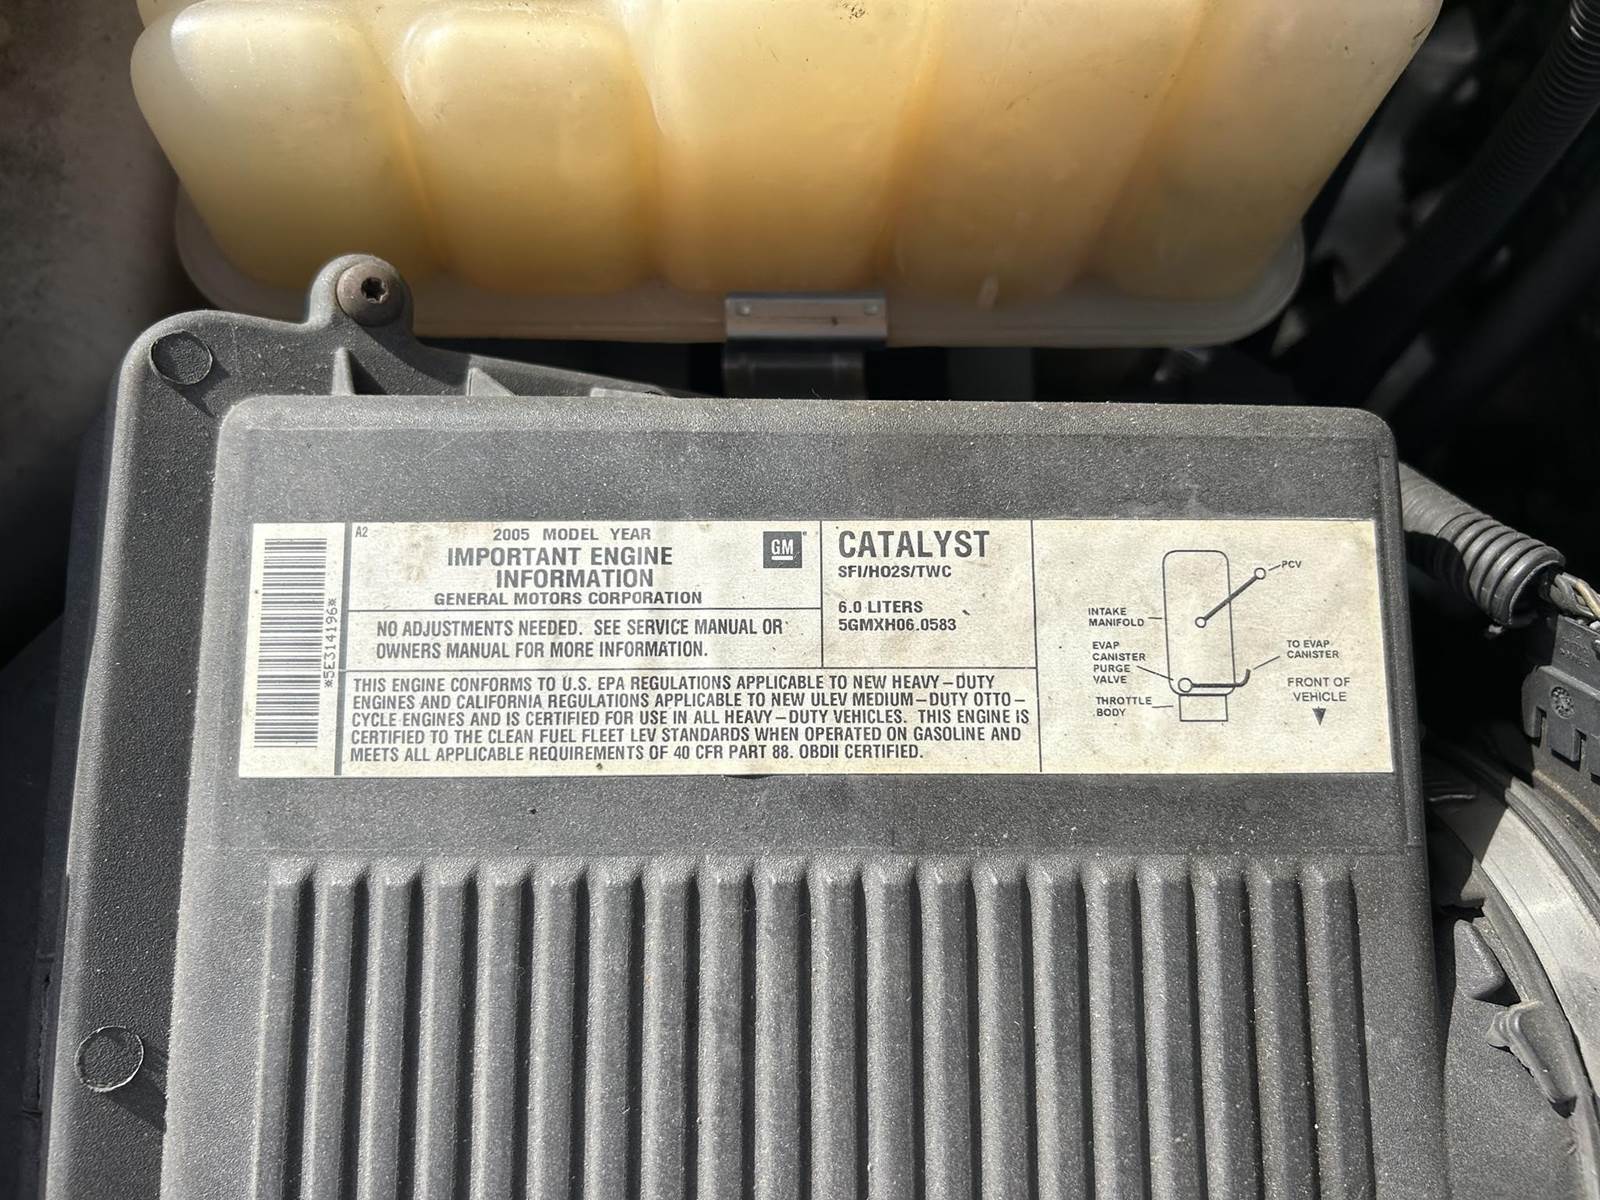 *5E314196*
A2
2005 MODEL YEAR
IMPORTANT ENGINE
INFORMATION
GENERAL MOTORS CORPORATION
GM
NO ADJUSTMENTS NEEDED. SEE SERVICE MANUAL OR
OWNERS MANUAL FOR MORE INFORMATION.
CATALYST
SFI/HO2S/TWC
6.0 LITERS
5GMXH06.0583
THIS ENGINE CONFORMS TO U.S. EPA REGULATIONS APPLICABLE TO NEW HEAVY-DUTY
ENGINES AND CALIFORNIA REGULATIONS APPLICABLE TO NEW ULEV MEDIUM-DUTY OTTO-
CYCLE ENGINES AND IS CERTIFIED FOR USE IN ALL HEAVY-DUTY VEHICLES. THIS ENGINE IS
CERTIFIED TO THE CLEAN FUEL FLEET LEV STANDARDS WHEN OPERATED ON GASOLINE AND
MEETS ALL APPLICABLE REQUIREMENTS OF 40 CFR PART 88. OBDII CERTIFIED.
PCV
INTAKE
MANIFOLD
EVAP
CANISTER
PURGE
VALVE
THROTTLE
BODY
TO EVAP
CANISTER
FRONT OF
VEHICLE